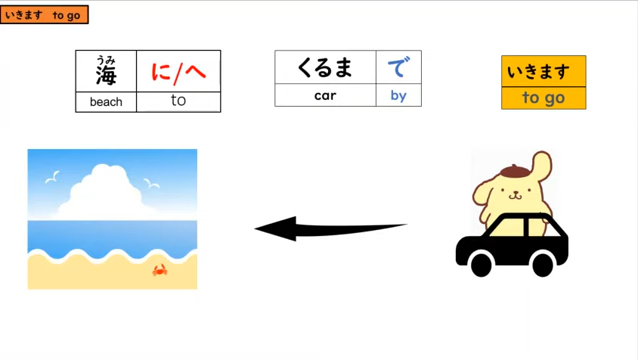 いきます to go
うみ
海 に/へ
beach to
くるま で
car by
いきます
to go